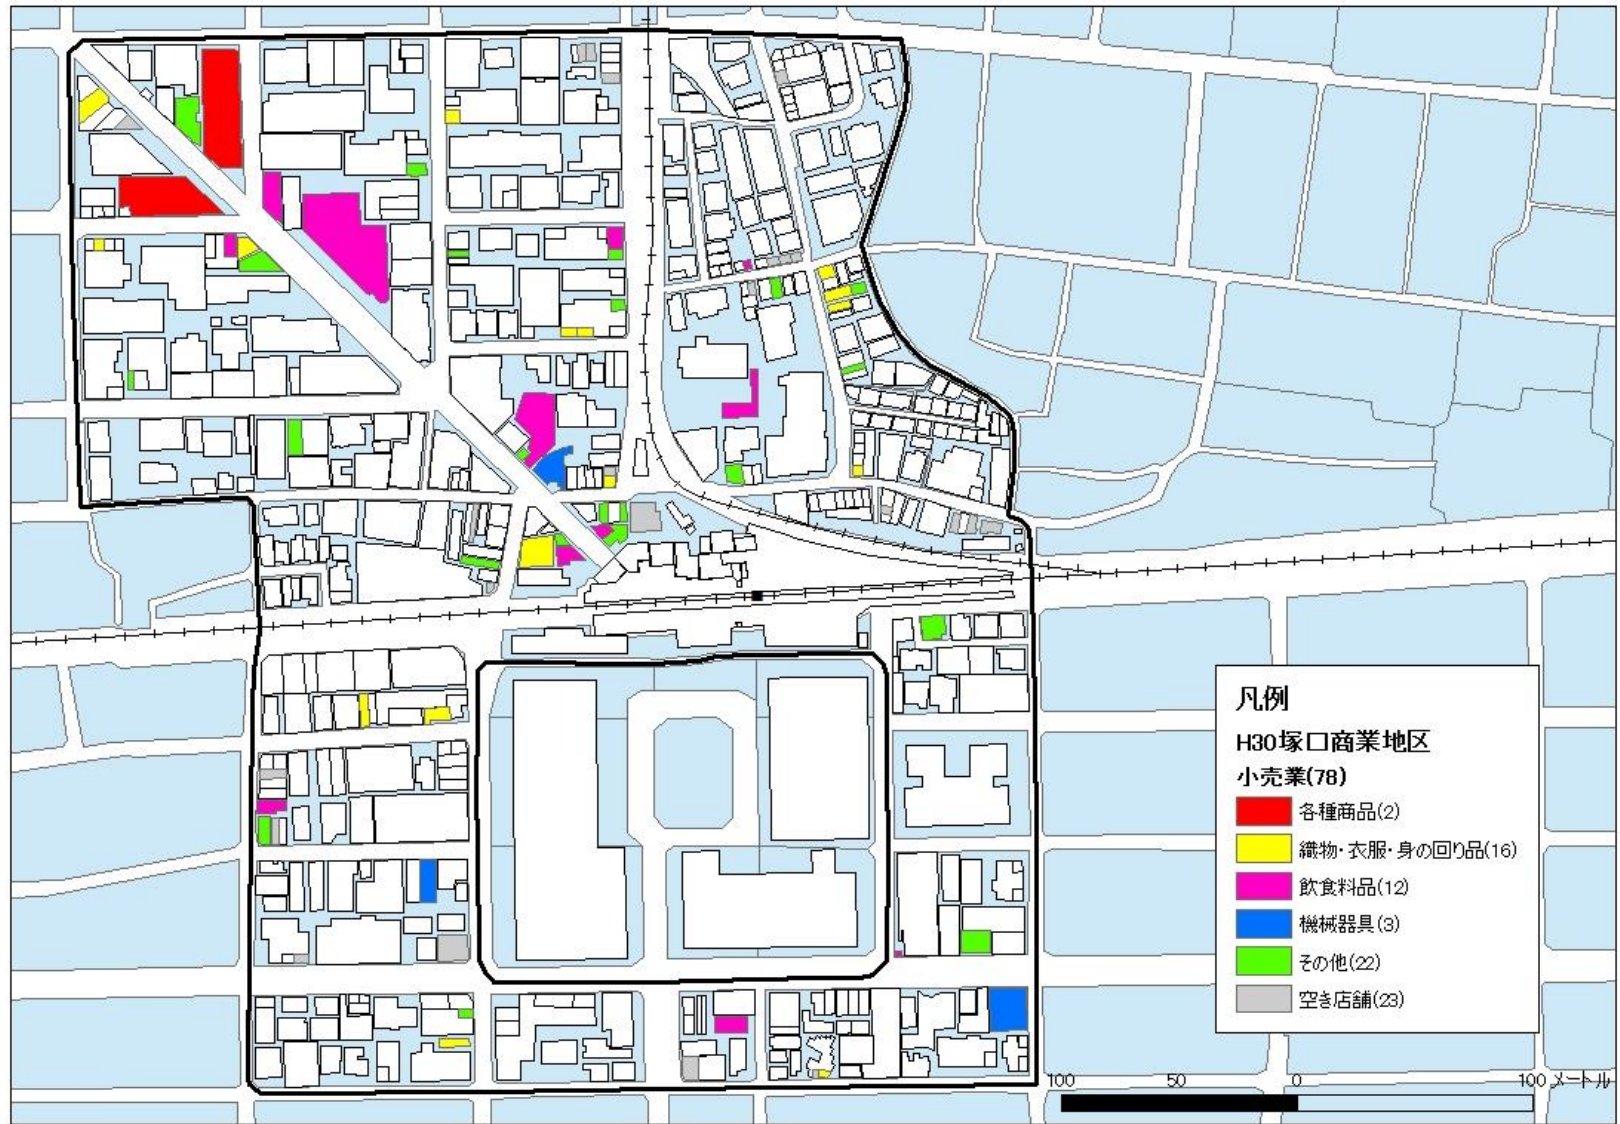 凡例
H30塚口商業地区
小売業(78)
各種商品(2)
織物・衣服・身の回り品(16)
飲食料品(12)
機械器具(3)
その他(22)
空き店舗(23)
100 50 0 100 メートル